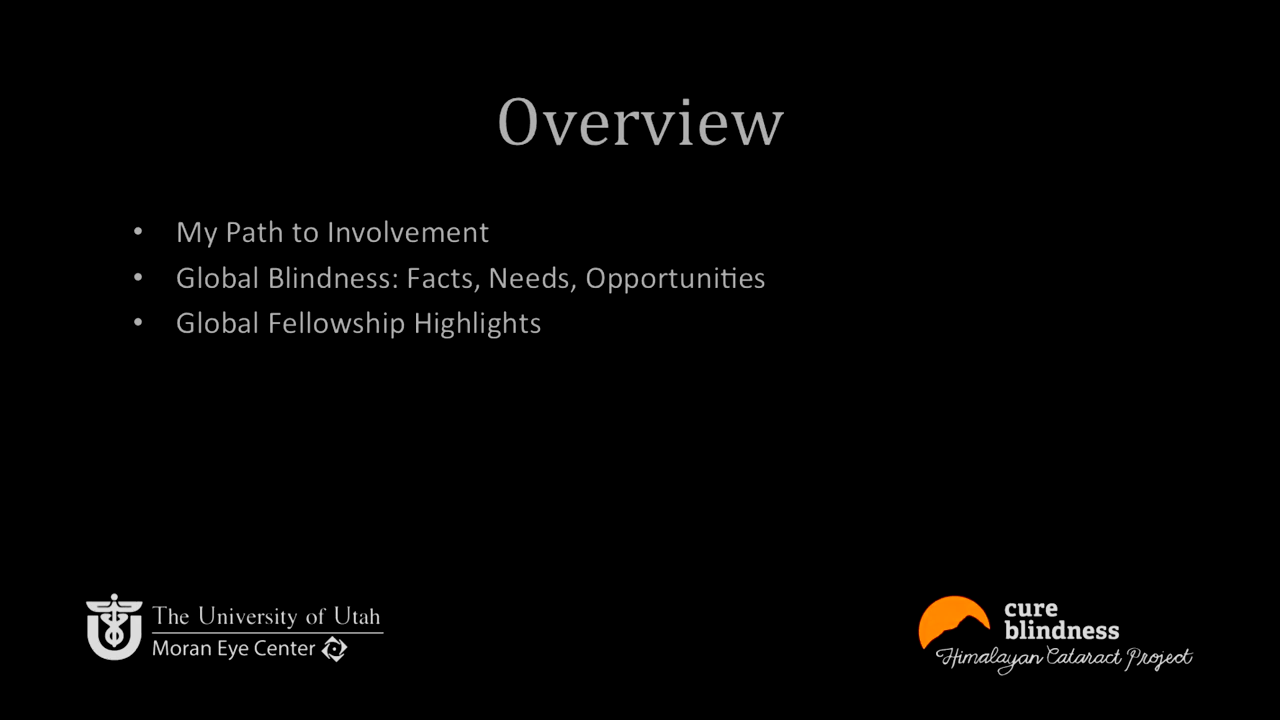 Overview
• My Path to Involvement
• Global Blindness: Facts, Needs, Opportunities
• Global Fellowship Highlights
The University of Utah
Moran Eye Center
cure
blindness
Himalayan Cataract Project